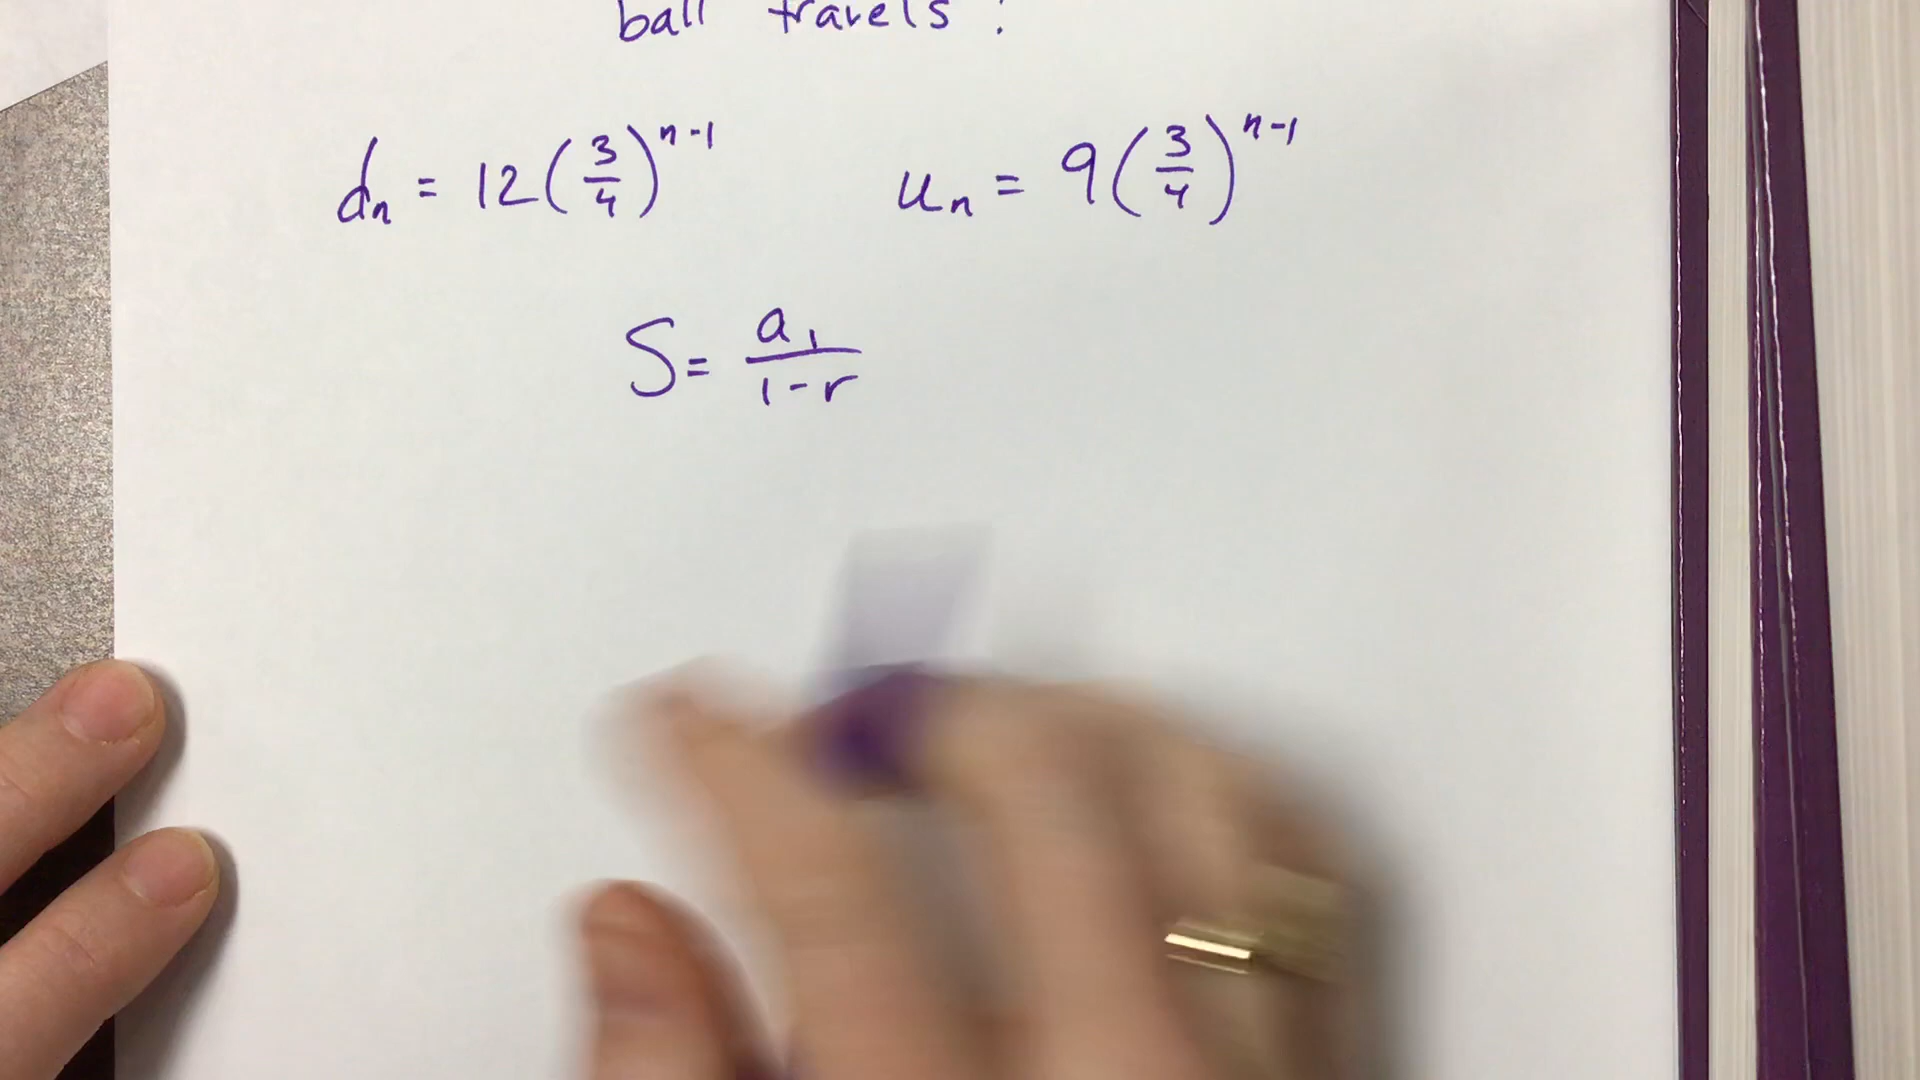 ball travels?
dₙ = 12(3/4)ⁿ⁻¹ uₙ = 9(3/4)ⁿ⁻¹
S = a₁/(1-r)